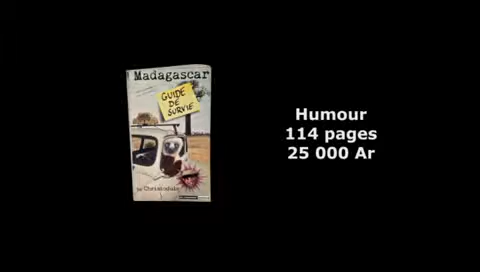 Madagascar
GUIDE
DE
SURVIE
Humour
114 pages
25 000 Ar